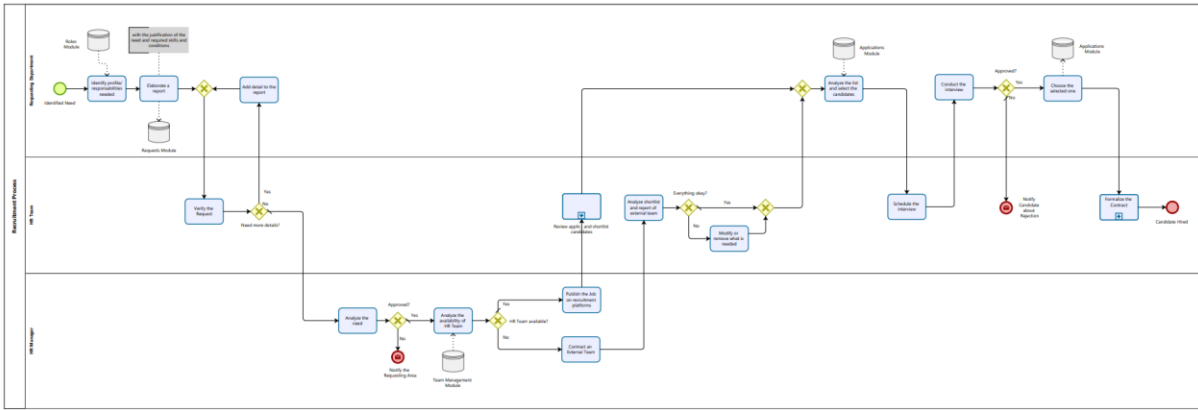 Recruitment Process
Requesting Department
Identified Need
Roles
Module
Identify profile/
responsabilities
needed
with the justification of the
need and required skills and
conditions
Elaborate a
report
Requests Module
Add detail to the
report
Applications
Module
Analyze the list
and select the
candidates
Conduct the
interview
Approved?
Yes
No
Applications
Module
Choose the
selected one
HR Team
Verify the
Request
Yes
No
Need more details?
Review applic. and shortlist
candidates
Analyze shortlist
and report of
external team
Everything okay?
Yes
No
Modify or
remove what is
needed
Schedule the
interview
Notify
Candidate
about
Rejection
Formalize the
Contract
Candidate Hired
HR Manager
Analyze the
need
Approved?
Yes
No
Notify the
Requesting Area
Analyze the
availability of
HR Team
Team Management
Module
HR Team available?
Yes
No
Publish the Job
on recruitment
platforms
Contract an
External Team